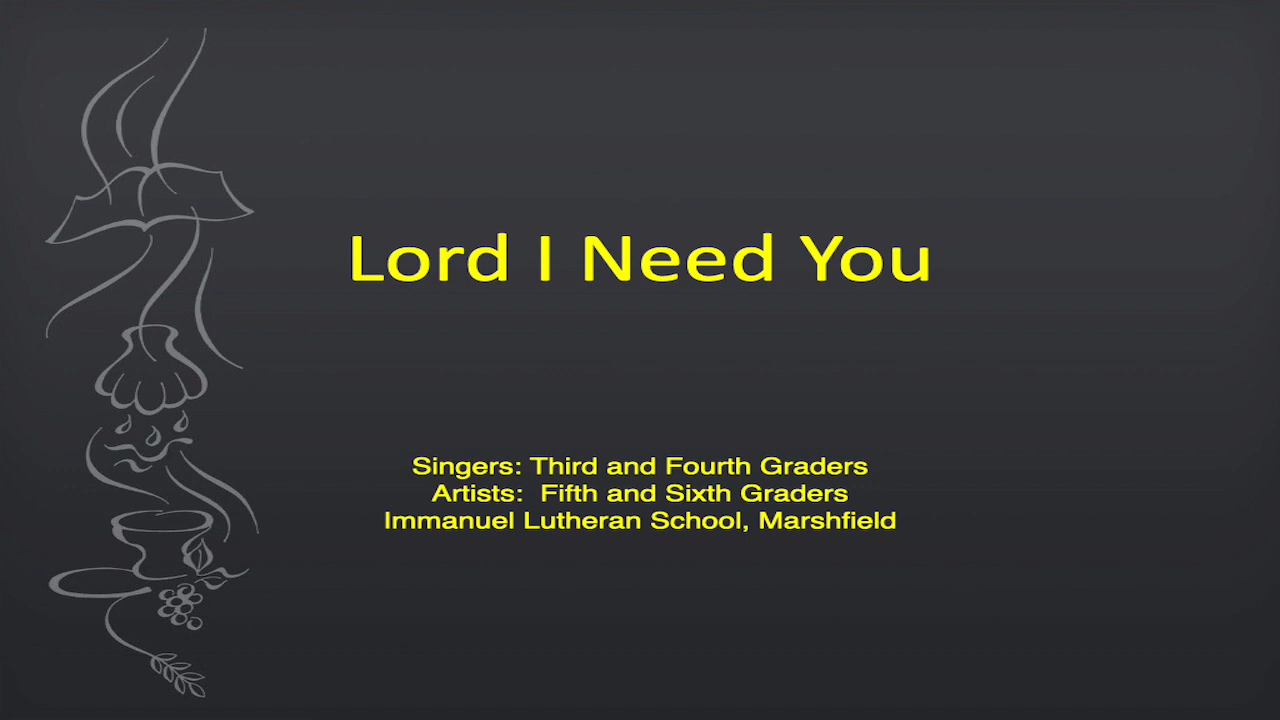 Lord I Need You
Singers: Third and Fourth Graders
Artists:  Fifth and Sixth Graders
Immanuel Lutheran School, Marshfield